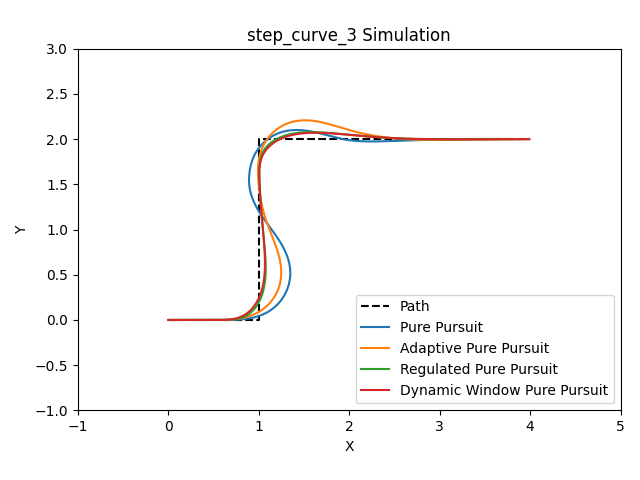 step_curve_3 Simulation
Y
3.0
2.5
2.0
1.5
1.0
0.5
0.0
−0.5
−1.0
−1
0
1
2
3
4
5
X
Path
Pure Pursuit
Adaptive Pure Pursuit
Regulated Pure Pursuit
Dynamic Window Pure Pursuit